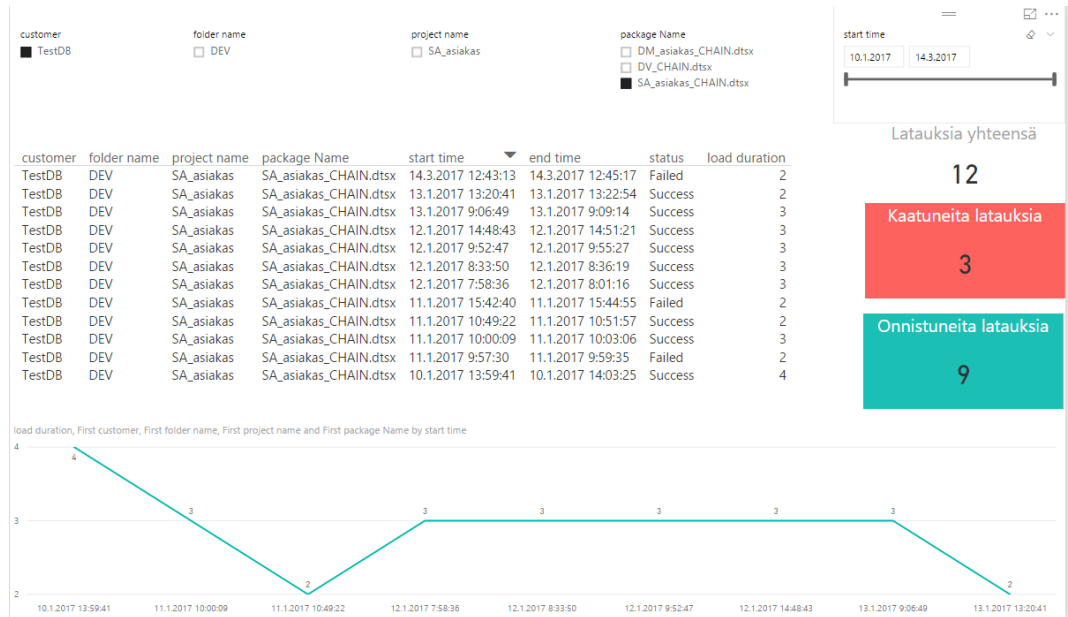 customer folder name project name package Name start time
TestDB DEV SA_asiakas DM_asiakas_CHAIN.dtsx
DV_CHAIN.dtsx
SA_asiakas_CHAIN.dtsx
10.1.2017 14.3.2017
Latauksia yhteensä
12
Kaatuneita latauksia
3
Onnistuneita latauksia
9
customer folder name project name package Name start time end time status load duration
TestDB DEV SA_asiakas SA_asiakas_CHAIN.dtsx 14.3.2017 12:43:13 14.3.2017 12:45:17 Failed 2
TestDB DEV SA_asiakas SA_asiakas_CHAIN.dtsx 13.1.2017 13:20:41 13.1.2017 13:22:54 Success 2
TestDB DEV SA_asiakas SA_asiakas_CHAIN.dtsx 13.1.2017 9:06:49 13.1.2017 9:09:14 Success 3
TestDB DEV SA_asiakas SA_asiakas_CHAIN.dtsx 12.1.2017 14:48:43 12.1.2017 14:51:21 Success 3
TestDB DEV SA_asiakas SA_asiakas_CHAIN.dtsx 12.1.2017 9:52:47 12.1.2017 9:55:27 Success 3
TestDB DEV SA_asiakas SA_asiakas_CHAIN.dtsx 12.1.2017 8:33:50 12.1.2017 8:36:19 Success 3
TestDB DEV SA_asiakas SA_asiakas_CHAIN.dtsx 12.1.2017 7:58:36 12.1.2017 8:01:16 Success 3
TestDB DEV SA_asiakas SA_asiakas_CHAIN.dtsx 11.1.2017 15:42:40 11.1.2017 15:44:55 Failed 2
TestDB DEV SA_asiakas SA_asiakas_CHAIN.dtsx 11.1.2017 10:49:22 11.1.2017 10:51:57 Success 2
TestDB DEV SA_asiakas SA_asiakas_CHAIN.dtsx 11.1.2017 10:00:09 11.1.2017 10:03:06 Success 3
TestDB DEV SA_asiakas SA_asiakas_CHAIN.dtsx 11.1.2017 9:57:30 11.1.2017 9:59:35 Failed 2
TestDB DEV SA_asiakas SA_asiakas_CHAIN.dtsx 10.1.2017 13:59:41 10.1.2017 14:03:25 Success 4
load duration, First customer, First folder name, First project name and First package Name by start time
4
3
2
4 3 2 3 3 3 3 3 2
10.1.2017 13:59:41 11.1.2017 10:00:09 11.1.2017 10:49:22 12.1.2017 7:58:36 12.1.2017 8:33:50 12.1.2017 9:52:47 12.1.2017 14:48:43 13.1.2017 9:06:49 13.1.2017 13:20:41